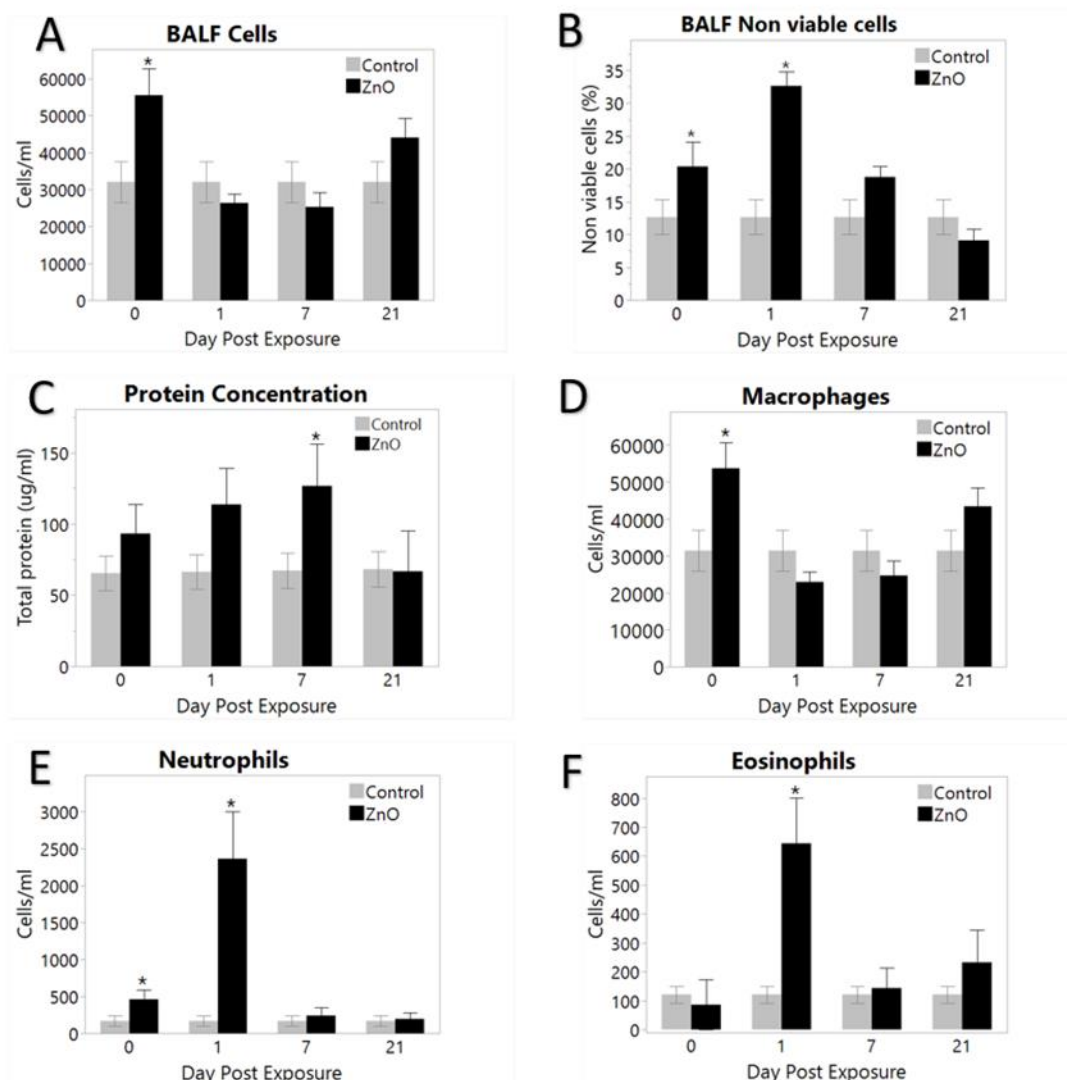 A
BALF Cells
Control
ZnO
Cells/ml
60000
50000
40000
30000
20000
10000
0
*
0 1 7 21
Day Post Exposure
B
BALF Non viable cells
Control
ZnO
Non viable cells (%)
35
30
25
20
15
10
5
0
* *
0 1 7 21
Day Post Exposure
C
Protein Concentration
Control
ZnO
Total protein (ug/ml)
150
100
50
0
*
0 1 7 21
Day Post Exposure
D
Macrophages
Control
ZnO
Cells/ml
60000
50000
40000
30000
20000
10000
0
*
0 1 7 21
Day Post Exposure
E
Neutrophils
Control
ZnO
Cells/ml
3000
2500
2000
1500
1000
500
0
* *
0 1 7 21
Day Post Exposure
F
Eosinophils
Control
ZnO
Cells/ml
800
700
600
500
400
300
200
100
0
*
0 1 7 21
Day Post Exposure